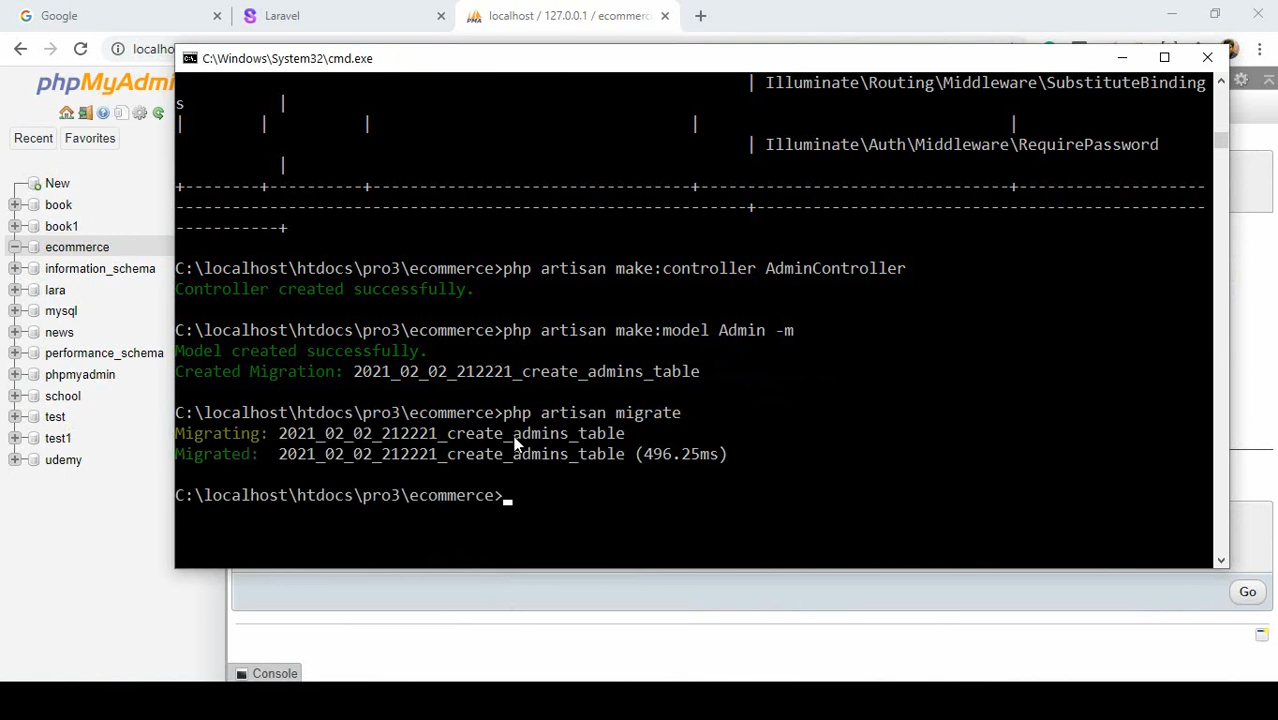 Google
Laravel
localhost / 127.0.0.1 / ecommerc
localho
C:\Windows\System32\cmd.exe
phpMyAdmi
Recent
Favorites
New
book
book1
ecommerce
information_schema
lara
mysql
news
performance_schema
phpmyadmin
school
test
test1
udemy
| Illuminate\Routing\Middleware\SubstituteBinding
s          |
|        |          |                                   |                                  |
| Illuminate\Auth\Middleware\RequirePassword
|
+--------+----------+-----------------------------------+----------------------------------+---------------------
--------------------------------------------------------------+-------------------------------------------------
-----------+
C:\localhost\htdocs\pro3\ecommerce>php artisan make:controller AdminController
Controller created successfully.
C:\localhost\htdocs\pro3\ecommerce>php artisan make:model Admin -m
Model created successfully.
Created Migration: 2021_02_02_212221_create_admins_table
C:\localhost\htdocs\pro3\ecommerce>php artisan migrate
Migrating: 2021_02_02_212221_create_admins_table
Migrated:  2021_02_02_212221_create_admins_table (496.25ms)
C:\localhost\htdocs\pro3\ecommerce>
Go
Console